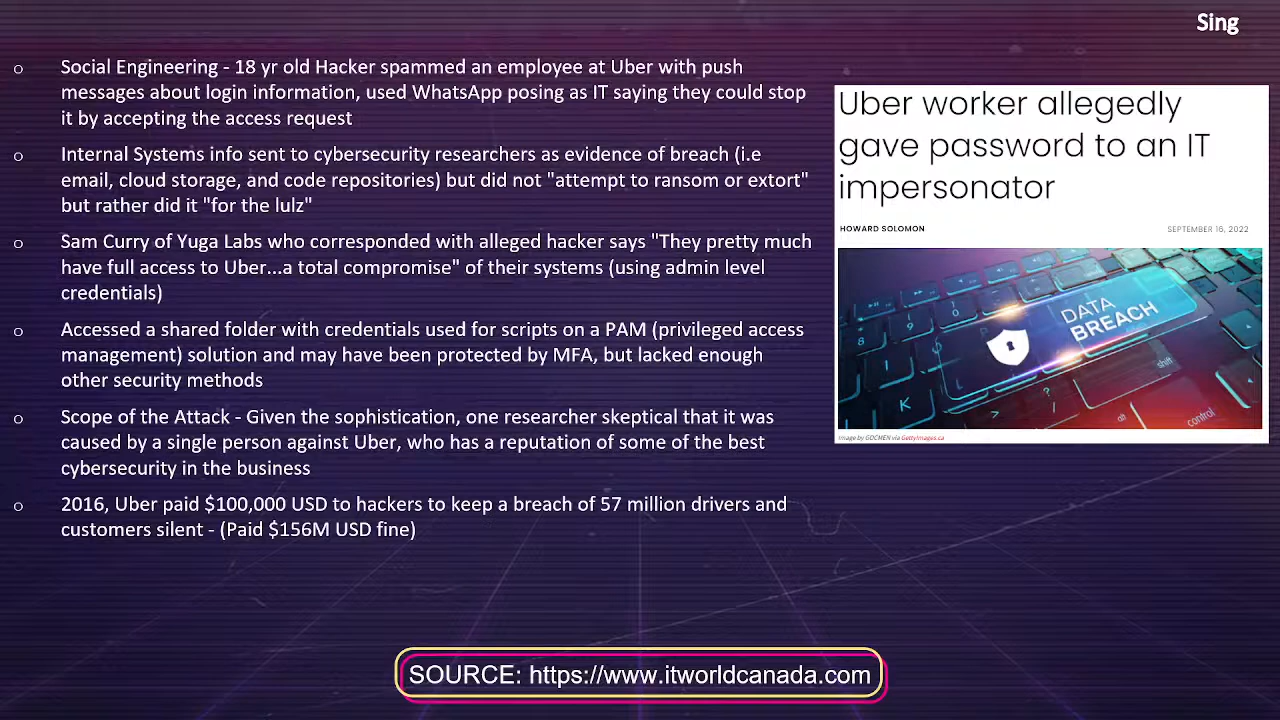 Sing
o Social Engineering - 18 yr old Hacker spammed an employee at Uber with push
messages about login information, used WhatsApp posing as IT saying they could stop
it by accepting the access request
o Internal Systems info sent to cybersecurity researchers as evidence of breach (i.e
email, cloud storage, and code repositories) but did not "attempt to ransom or extort"
but rather did it "for the lulz"
o Sam Curry of Yuga Labs who corresponded with alleged hacker says "They pretty much
have full access to Uber...a total compromise" of their systems (using admin level
credentials)
o Accessed a shared folder with credentials used for scripts on a PAM (privileged access
management) solution and may have been protected by MFA, but lacked enough
other security methods
o Scope of the Attack - Given the sophistication, one researcher skeptical that it was
caused by a single person against Uber, who has a reputation of some of the best
cybersecurity in the business
o 2016, Uber paid $100,000 USD to hackers to keep a breach of 57 million drivers and
customers silent - (Paid $156M USD fine)
Uber worker allegedly
gave password to an IT
impersonator
HOWARD SOLOMON SEPTEMBER 16, 2022
DATA
BREACH
shift
alt
control
K
Image by GOCMEN via GettyImages.ca
SOURCE: https://www.itworldcanada.com